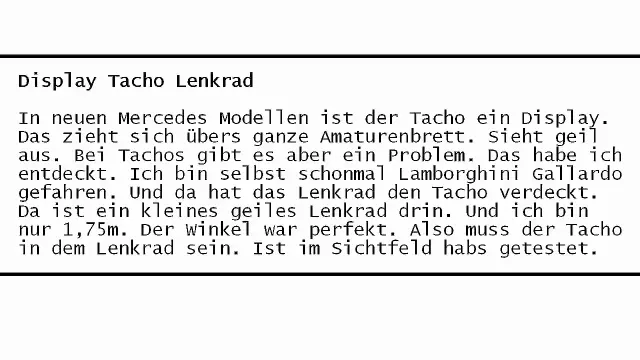 Display Tacho Lenkrad
In neuen Mercedes Modellen ist der Tacho ein Display.
Das zieht sich übers ganze Amaturenbrett. Sieht geil
aus. Bei Tachos gibt es aber ein Problem. Das habe ich
entdeckt. Ich bin selbst schonmal Lamborghini Gallardo
gefahren. Und da hat das Lenkrad den Tacho verdeckt.
Da ist ein kleines geiles Lenkrad drin. Und ich bin
nur 1,75m. Der Winkel war perfekt. Also muss der Tacho
in dem Lenkrad sein. Ist im Sichtfeld habs getestet.